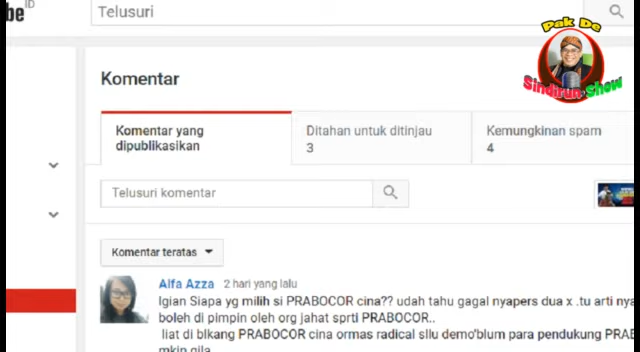 be ID
Telusuri
Pak De
Sindirun Show
Komentar
Komentar yang
dipublikasikan
Ditahan untuk ditinjau
3
Kemungkinan spam
4
Telusuri komentar
Komentar teratas
Alfa Azza 2 hari yang lalu
Igian Siapa yg milih si PRABOCOR cina?? udah tahu gagal nyapers dua x .tu arti nya
boleh di pimpin oleh org jahat sprti PRABOCOR..
liat di blkang PRABOCOR cina ormas radical sllu demo'blum para pendukung PRAB
mkin gila